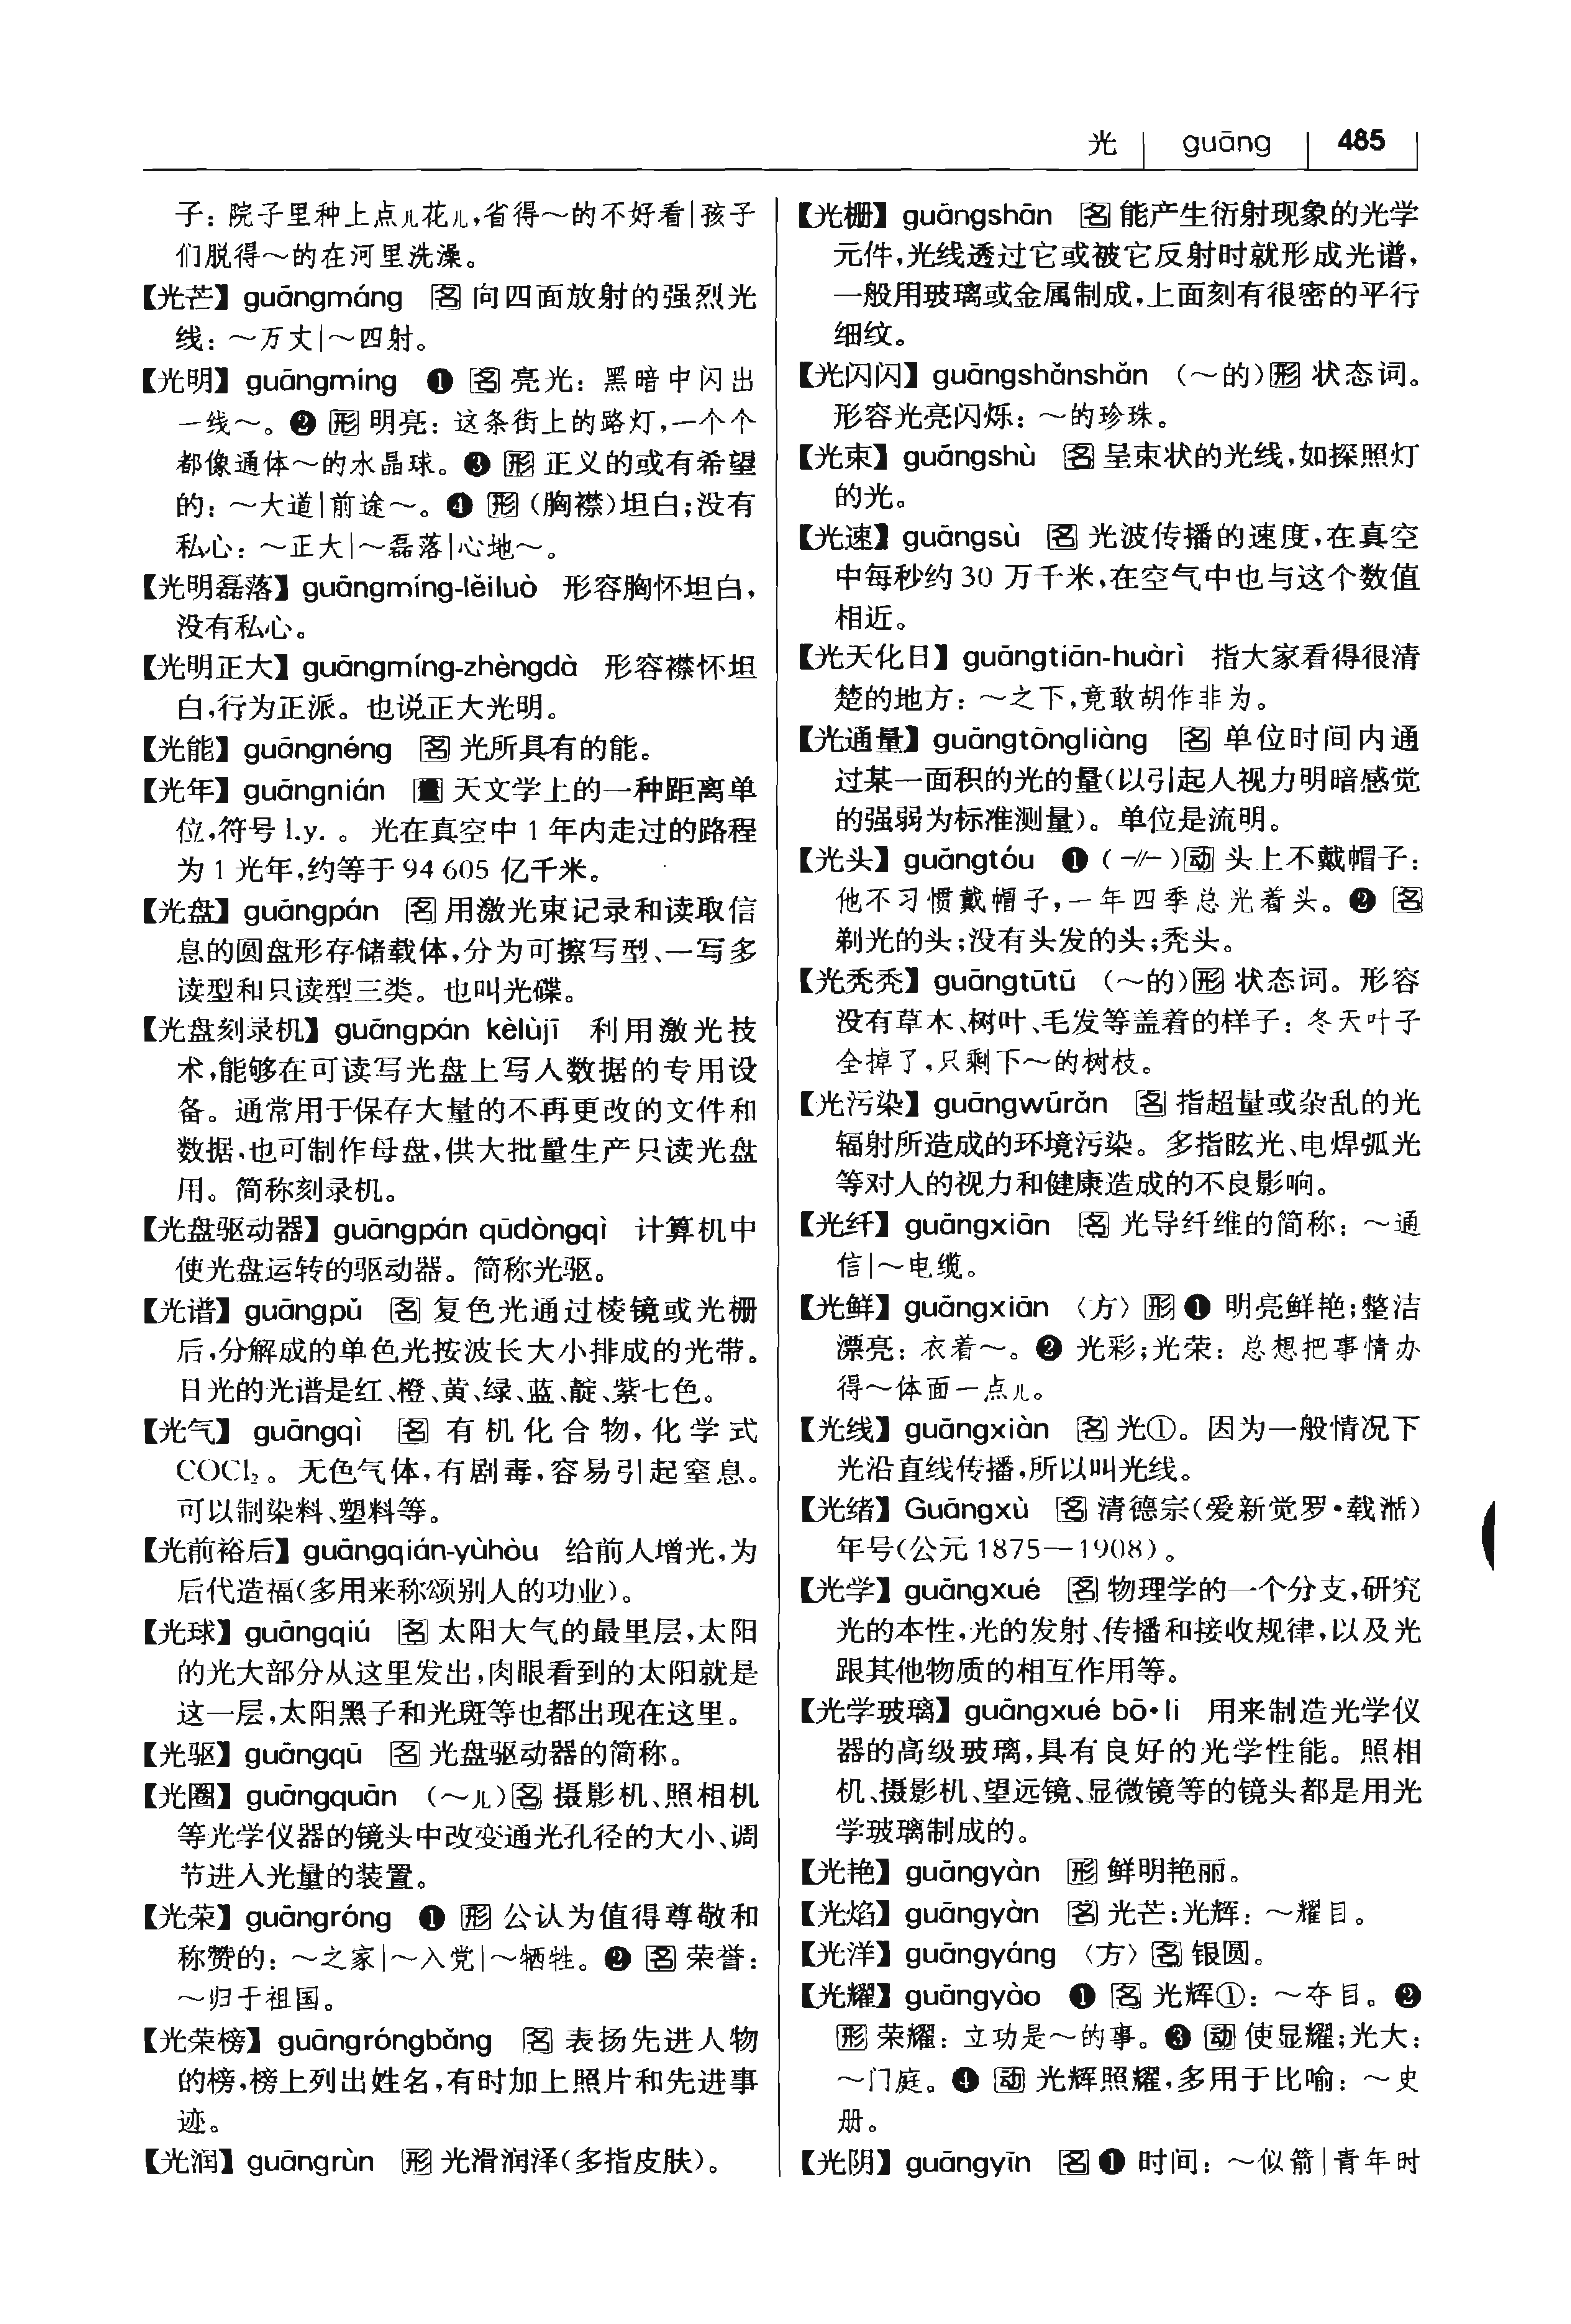 光 | guāng | 485
子：院子里种上点儿花儿，省得～的不好看|孩子
们脱得～的在河里洗澡。
【光芒】guāngmáng 名 向四面放射的强烈光
线：～万丈|～四射。
【光明】guāngmíng ❶ 名 亮光：黑暗中闪出
一线～。❷ 形 明亮：这条街上的路灯，一个个
都像通体～的水晶球。❸ 形 正义的或有希望
的：～大道|前途～。❹ 形（胸襟）坦白；没有
私心：～正大|～磊落|心地～。
【光明磊落】guāngmíng-lěiluò 形容胸怀坦白，
没有私心。
【光明正大】guāngmíng-zhèngdà 形容襟怀坦
白，行为正派。也说正大光明。
【光能】guāngnéng 名 光所具有的能。
【光年】guāngnián 量 天文学上的一种距离单
位，符号 l.y. 。光在真空中 1 年内走过的路程
为 1 光年，约等于 94 605 亿千米。
【光盘】guāngpán 名 用激光束记录和读取信
息的圆盘形存储载体，分为可擦写型、一写多
读型和只读型三类。也叫光碟。
【光盘刻录机】guāngpán kèlùjī 利用激光技
术，能够在可读写光盘上写入数据的专用设
备。通常用于保存大量的不再更改的文件和
数据，也可制作母盘，供大批量生产只读光盘
用。简称刻录机。
【光盘驱动器】guāngpán qūdòngqì 计算机中
使光盘运转的驱动器。简称光驱。
【光谱】guāngpǔ 名 复色光通过棱镜或光栅
后，分解成的单色光按波长大小排成的光带。
日光的光谱是红、橙、黄、绿、蓝、靛、紫七色。
【光气】guāngqì 名 有机化合物，化学式
COCl₂。无色气体，有剧毒，容易引起窒息。
可以制染料、塑料等。
【光前裕后】guāngqián-yùhòu 给前人增光，为
后代造福（多用来称颂别人的功业）。
【光球】guāngqiú 名 太阳大气的最里层，太阳
的光大部分从这里发出，肉眼看到的太阳就是
这一层，太阳黑子和光斑等也都出现在这里。
【光驱】guāngqū 名 光盘驱动器的简称。
【光圈】guāngquān （～儿）名 摄影机、照相机
等光学仪器的镜头中改变通光孔径的大小、调
节进入光量的装置。
【光荣】guāngróng ❶ 形 公认为值得尊敬和
称赞的：～之家|～入党|～牺牲。❷ 名 荣誉：
～归于祖国。
【光荣榜】guāngróngbǎng 名 表扬先进人物
的榜，榜上列出姓名，有时加上照片和先进事
迹。
【光润】guāngrùn 形 光滑润泽（多指皮肤）。
【光栅】guāngshān 名 能产生衍射现象的光学
元件，光线透过它或被它反射时就形成光谱，
一般用玻璃或金属制成，上面刻有很密的平行
细纹。
【光闪闪】guāngshǎnshǎn （～的）形 状态词。
形容光亮闪烁：～的珍珠。
【光束】guāngshù 名 呈束状的光线，如探照灯
的光。
【光速】guāngsù 名 光波传播的速度，在真空
中每秒约 30 万千米，在空气中也与这个数值
相近。
【光天化日】guāngtiān-huàrì 指大家看得很清
楚的地方：～之下，竟敢胡作非为。
【光通量】guāngtōngliàng 名 单位时间内通
过某一面积的光的量（以引起人视力明暗感觉
的强弱为标准测量）。单位是流明。
【光头】guāngtóu ❶（-//-）动 头上不戴帽子：
他不习惯戴帽子，一年四季总光着头。❷ 名
剃光的头；没有头发的头；秃头。
【光秃秃】guāngtūtū （～的）形 状态词。形容
没有草木、树叶、毛发等盖着的样子：冬天叶子
全掉了，只剩下～的树枝。
【光污染】guāngwūrǎn 名 指超量或杂乱的光
辐射所造成的环境污染。多指眩光、电焊弧光
等对人的视力和健康造成的不良影响。
【光纤】guāngxiān 名 光导纤维的简称：～通
信|～电缆。
【光鲜】guāngxiān〈方〉形 ❶ 明亮鲜艳；整洁
漂亮：衣着～。❷ 光彩；光荣：总想把事情办
得～体面一点儿。
【光线】guāngxiàn 名 光①。因为一般情况下
光沿直线传播，所以叫光线。
【光绪】Guāngxù 名 清德宗（爱新觉罗·载湉）
年号（公元 1875—1908）。
【光学】guāngxué 名 物理学的一个分支，研究
光的本性，光的发射、传播和接收规律，以及光
跟其他物质的相互作用等。
【光学玻璃】guāngxué bō·li 用来制造光学仪
器的高级玻璃，具有良好的光学性能。照相
机、摄影机、望远镜、显微镜等的镜头都是用光
学玻璃制成的。
【光艳】guāngyàn 形 鲜明艳丽。
【光焰】guāngyàn 名 光芒；光辉：～耀目。
【光洋】guāngyáng〈方〉名 银圆。
【光耀】guāngyào ❶ 名 光辉①：～夺目。❷
形 荣耀：立功是～的事。❸ 动 使显耀；光大：
～门庭。❹ 动 光辉照耀，多用于比喻：～史
册。
【光阴】guāngyīn 名 ❶ 时间：～似箭|青年时